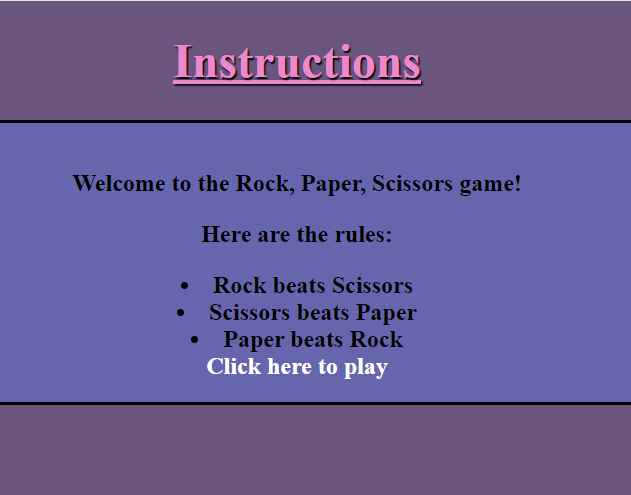 Instructions
Welcome to the Rock, Paper, Scissors game!
Here are the rules:
• Rock beats Scissors
• Scissors beats Paper
• Paper beats Rock
Click here to play